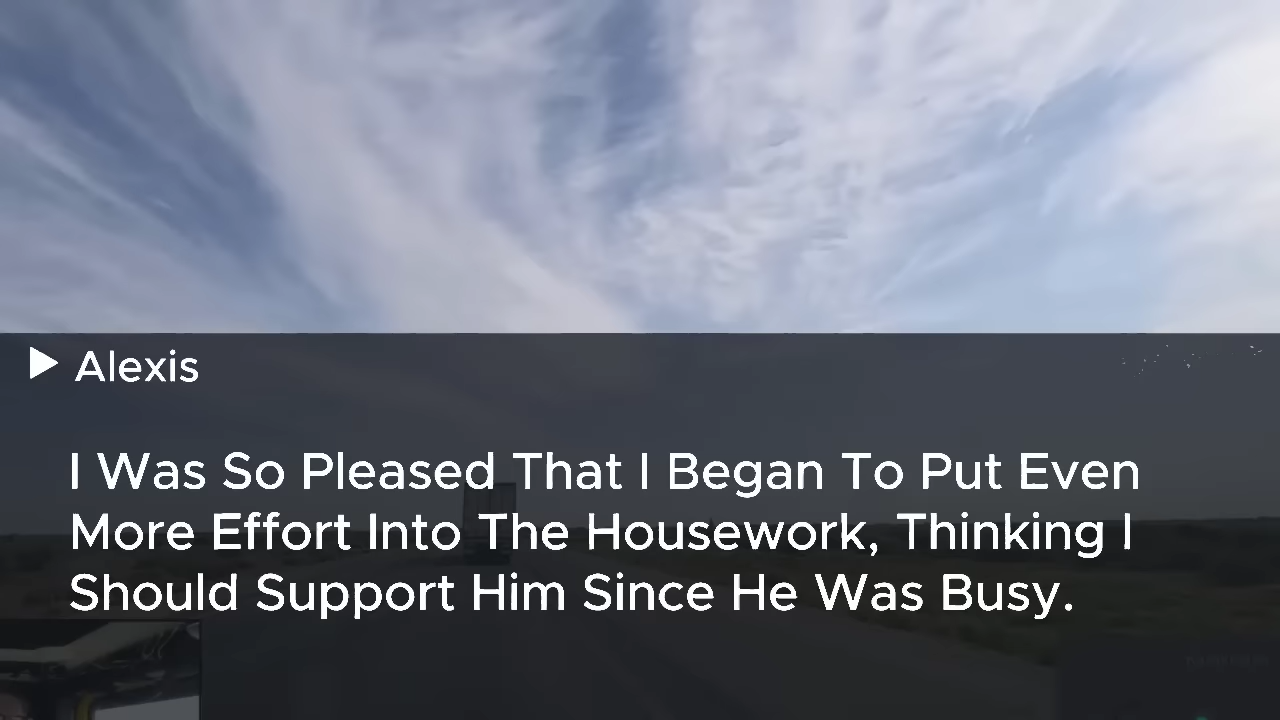 Alexis
I Was So Pleased That I Began To Put Even
More Effort Into The Housework, Thinking I
Should Support Him Since He Was Busy.